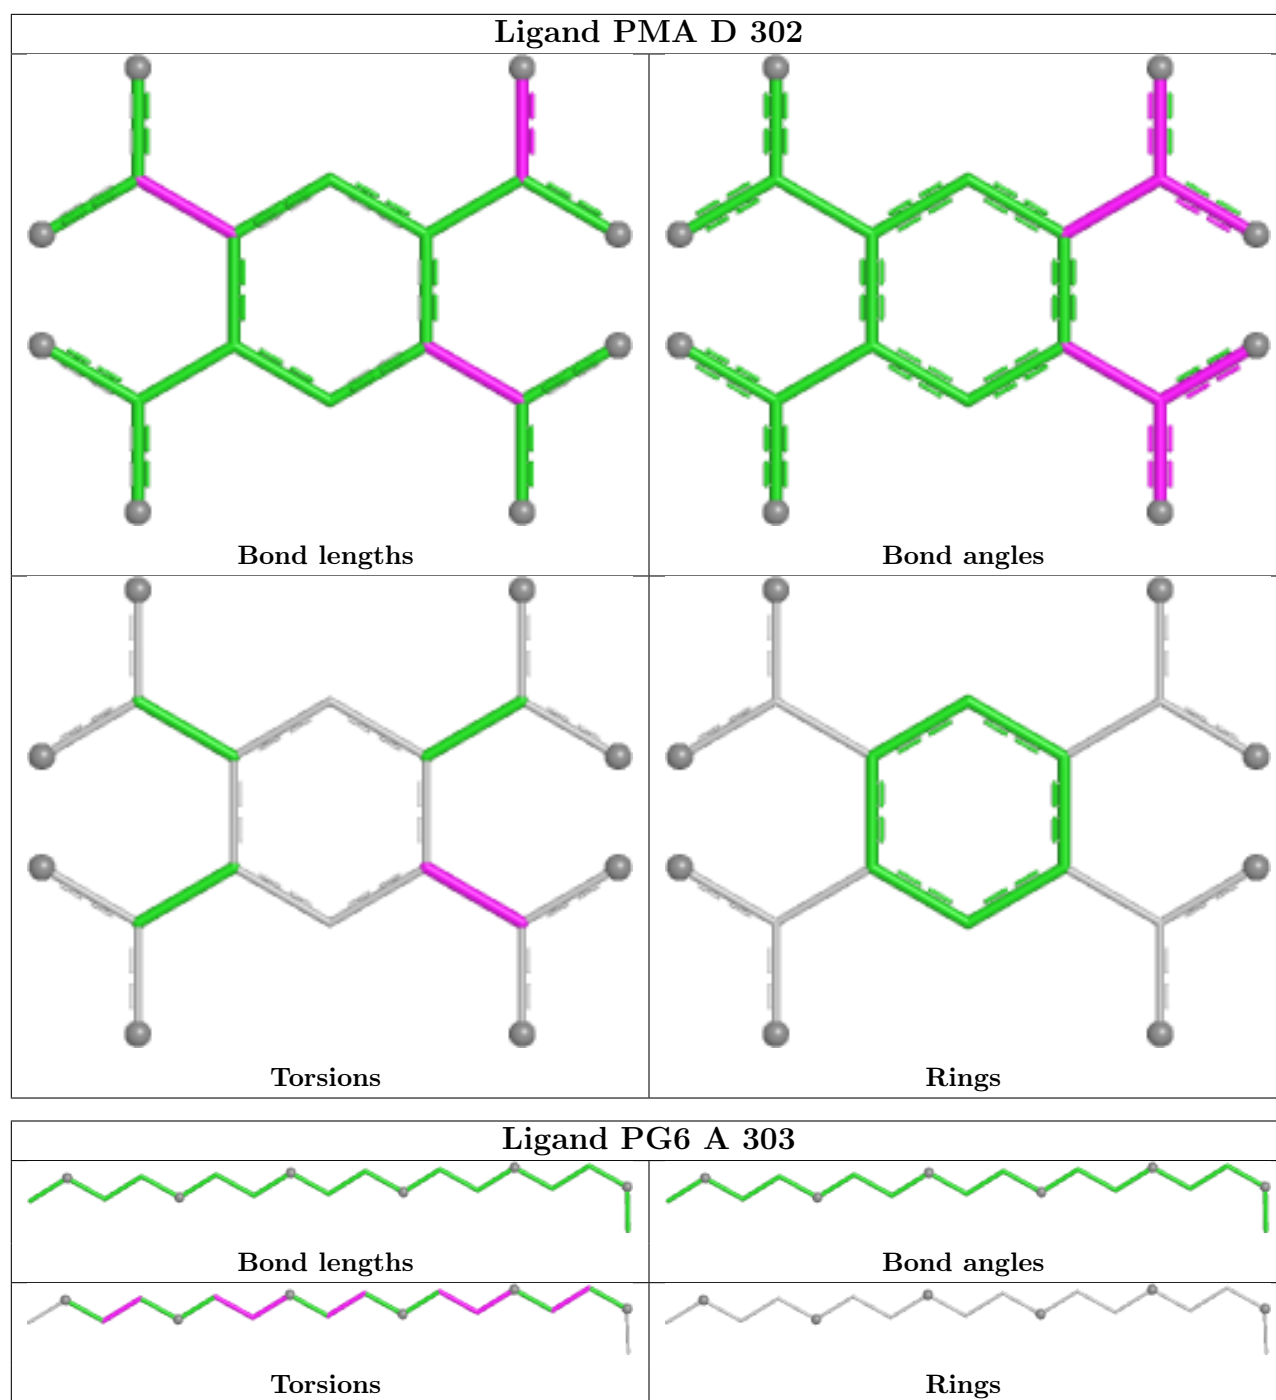 Ligand PMA D 302
Bond lengths
Bond angles
Torsions
Rings
Ligand PG6 A 303
Bond lengths
Bond angles
Torsions
Rings